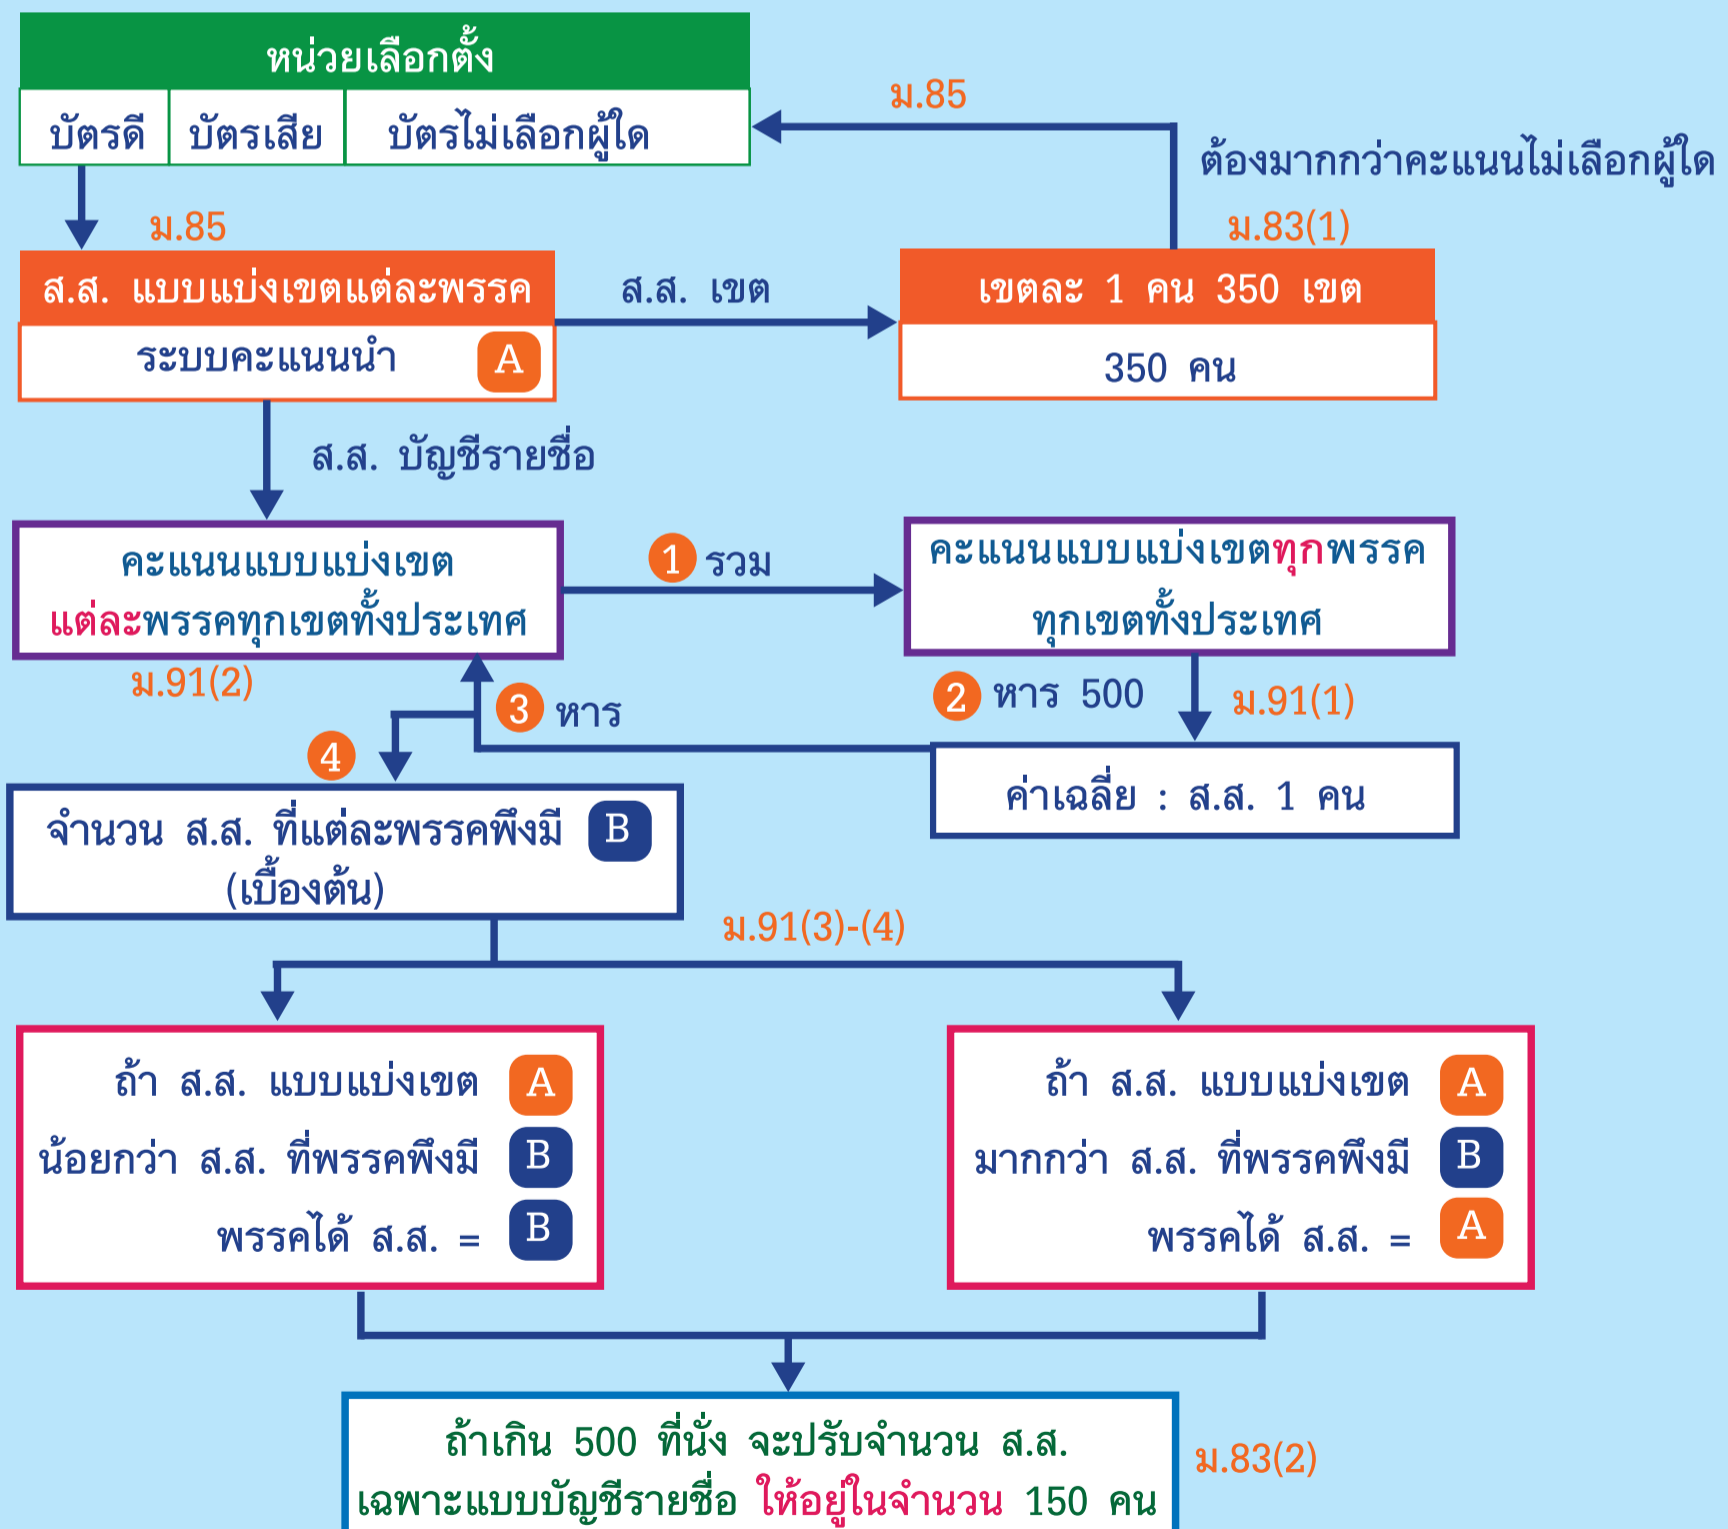 หน่วยเลือกตั้ง
บัตรดี บัตรเสีย บัตรไม่เลือกผู้ใด
ม.85
ต้องมากกว่าคะแนนไม่เลือกผู้ใด
ม.85
ม.83(1)
ส.ส. แบบแบ่งเขตแต่ละพรรค
ส.ส. เขต
เขตละ 1 คน 350 เขต
ระบบคะแนนนำ A
350 คน
ส.ส. บัญชีรายชื่อ
คะแนนแบบแบ่งเขต
แต่ละพรรคทุกเขตทั้งประเทศ
1 รวม
คะแนนแบบแบ่งเขตทุกพรรค
ทุกเขตทั้งประเทศ
ม.91(2)
3 หาร
2 หาร 500
ม.91(1)
4
ค่าเฉลี่ย : ส.ส. 1 คน
จำนวน ส.ส. ที่แต่ละพรรคพึงมี B
(เบื้องต้น)
ม.91(3)-(4)
ถ้า ส.ส. แบบแบ่งเขต A
น้อยกว่า ส.ส. ที่พรรคพึงมี B
พรรคได้ ส.ส. = B
ถ้า ส.ส. แบบแบ่งเขต A
มากกว่า ส.ส. ที่พรรคพึงมี B
พรรคได้ ส.ส. = A
ถ้าเกิน 500 ที่นั่ง จะปรับจำนวน ส.ส.
เฉพาะแบบบัญชีรายชื่อ ให้อยู่ในจำนวน 150 คน
ม.83(2)